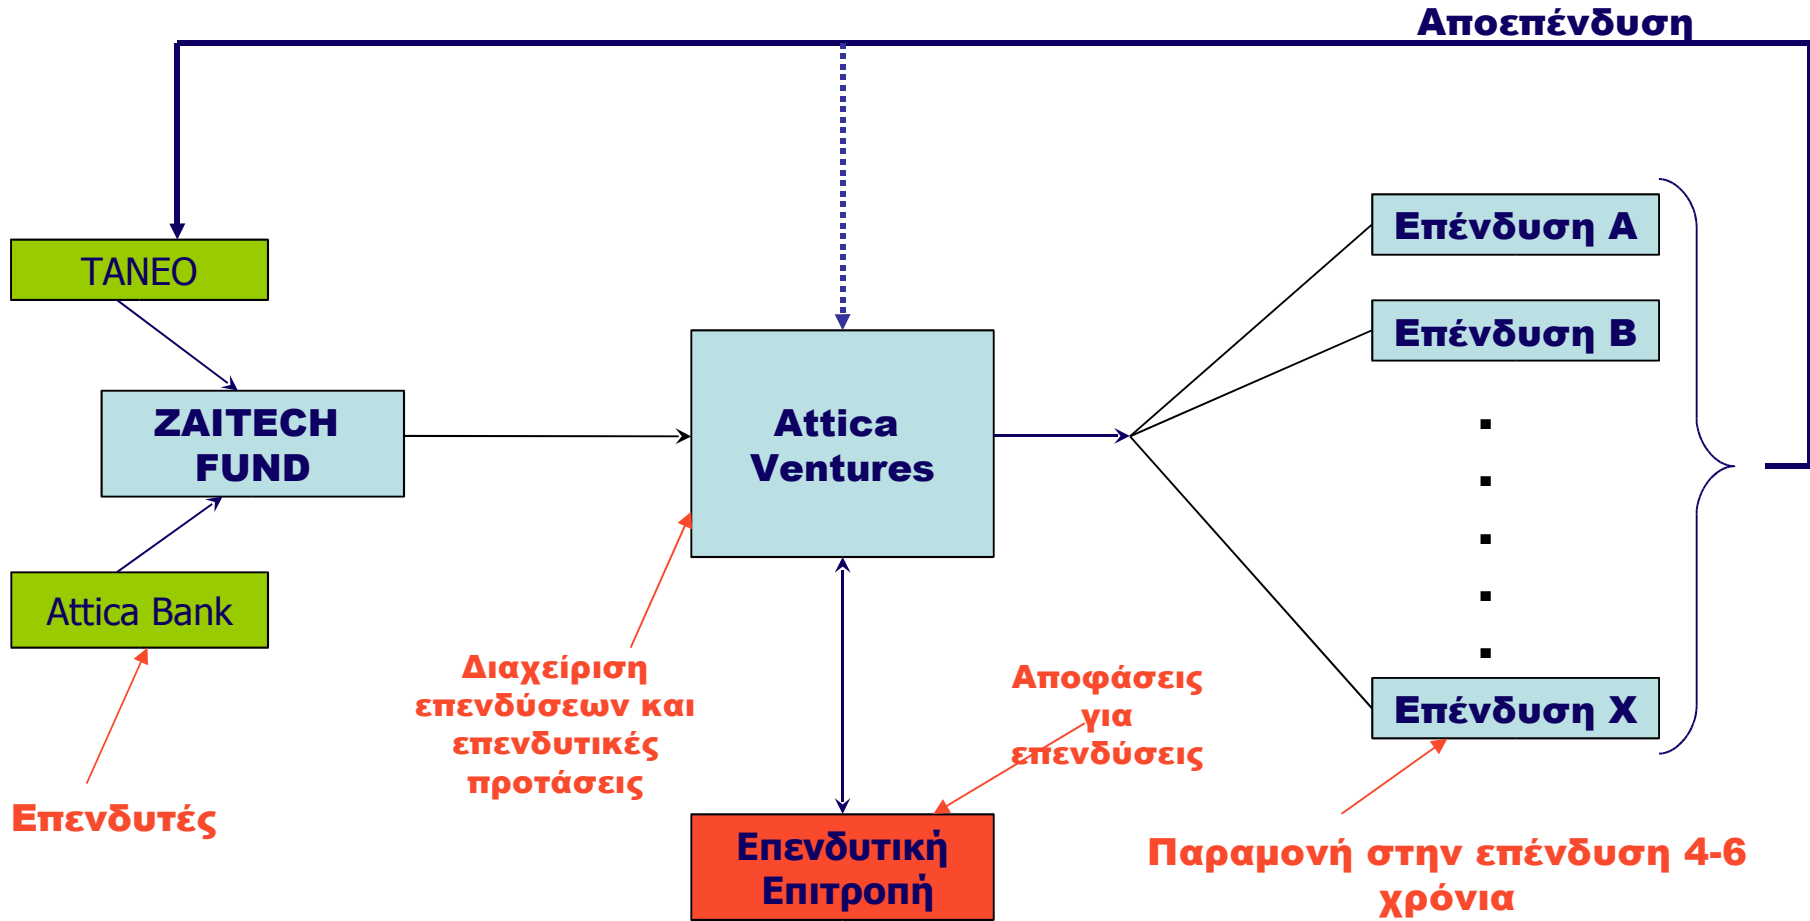 Αποεπένδυση
ΤΑΝΕΟ
Επένδυση Α
Επένδυση Β
ZAITECH
FUND
Attica
Ventures
Attica Bank
Επένδυση Χ
Διαχείριση
επενδύσεων και
επενδυτικές
προτάσεις
Αποφάσεις
για
επενδύσεις
Επενδυτές
Επενδυτική
Επιτροπή
Παραμονή στην επένδυση 4-6
χρόνια